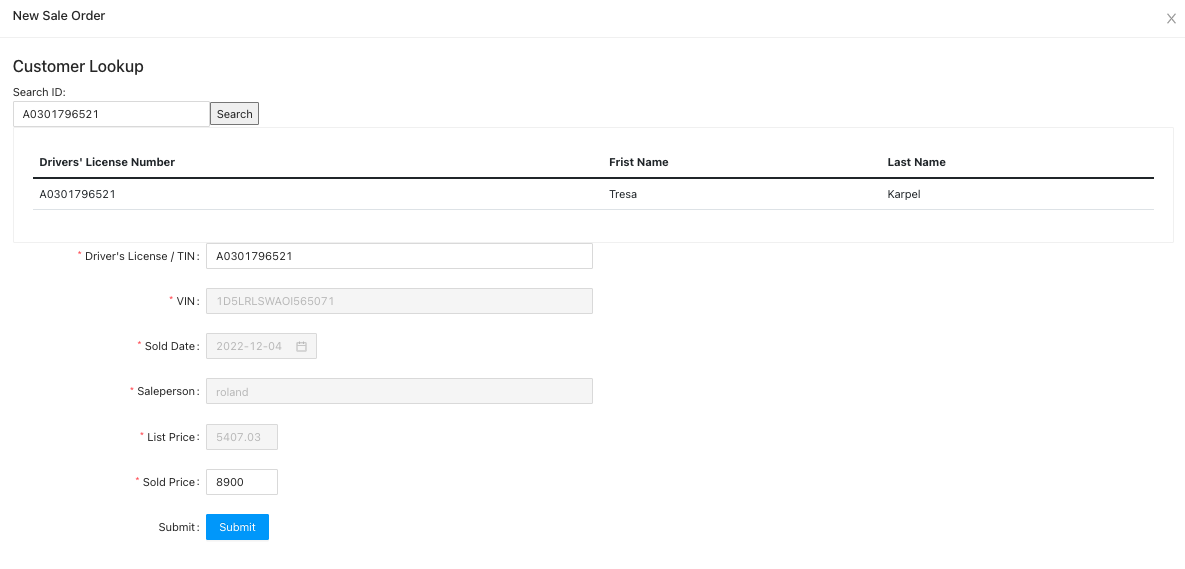 New Sale Order
Customer Lookup
Search ID:
A0301796521 Search
Drivers' License Number Frist Name Last Name
A0301796521 Tresa Karpel
* Driver's License / TIN: A0301796521
* VIN: 1D5LRLSWAOI565071
* Sold Date: 2022-12-04
* Saleperson: roland
* List Price: 5407.03
* Sold Price: 8900
Submit: Submit